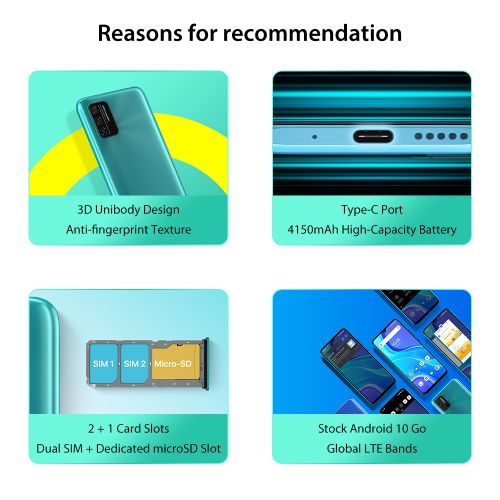 Reasons for recommendation
3D Unibody Design
Anti-fingerprint Texture
Type-C Port
4150mAh High-Capacity Battery
SIM 1
SIM 2
Micro-SD
2 + 1 Card Slots
Dual SIM + Dedicated microSD Slot
Stock Android 10 Go
Global LTE Bands